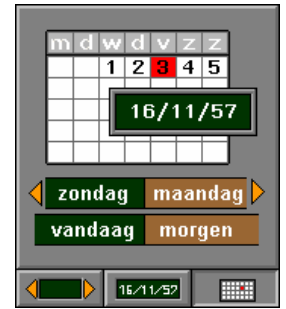 m d w d v z z
1 2 3 4 5
16/11/57
zondag maandag
vandaag morgen
16/11/57